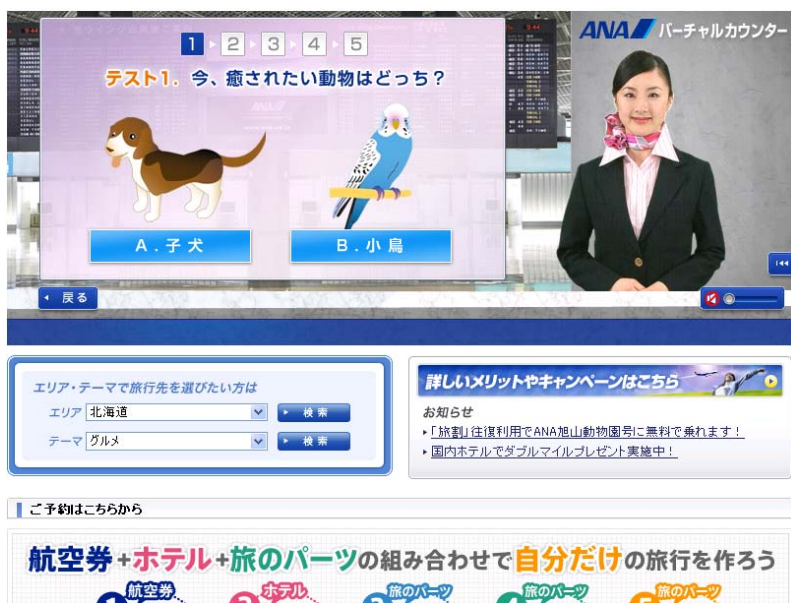 ANA バーチャルカウンター
1 2 3 4 5
テスト1. 今、癒されたい動物はどっち？
A．子犬
B．小鳥
戻る
エリア・テーマで旅行先を選びたい方は
エリア 北海道 検索
テーマ グルメ 検索
詳しいメリットやキャンペーンはこちら
お知らせ
「旅割」往復利用でANA旭山動物園号に無料で乗れます！
国内ホテルでダブルマイルプレゼント実施中！
ご予約はこちらから
航空券+ホテル+旅のパーツの組み合わせで自分だけの旅行を作ろう
1 航空券 2 ホテル 3 旅のパーツ 4 旅のパーツ 5 旅のパーツ